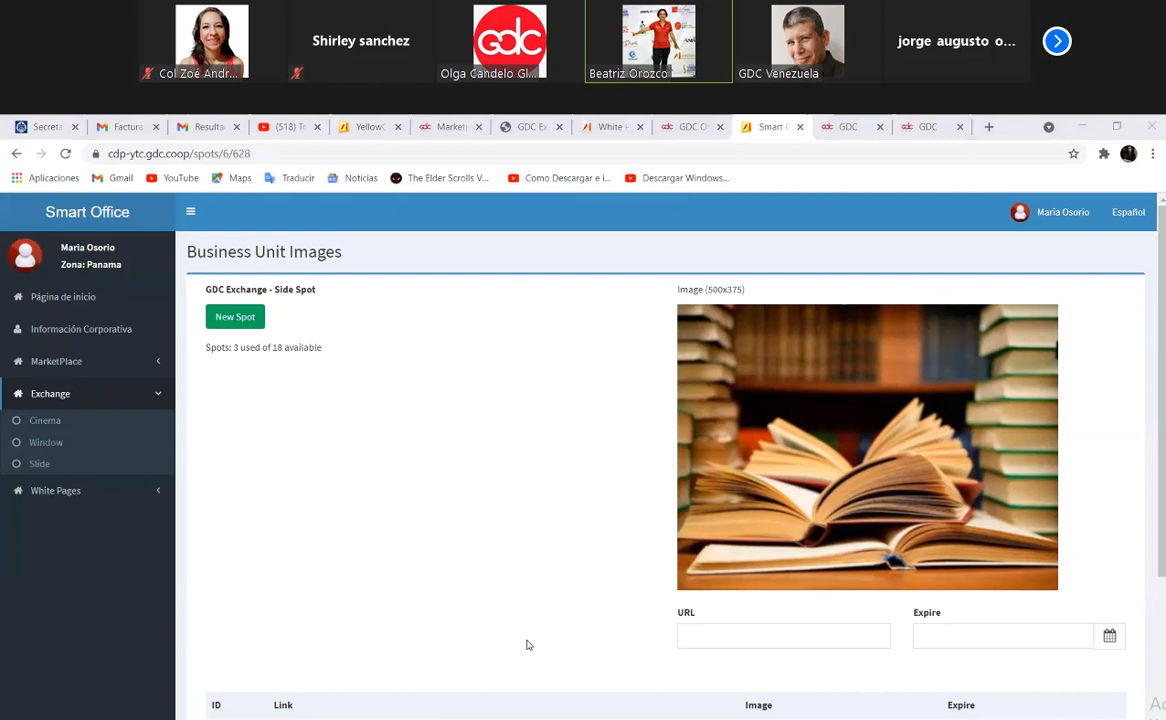 Col Zoé Andr...
Shirley sanchez
gdc
Olga Candelo Gl...
Beatriz Orozco
GDC Venezuela
jorge augusto o...
Secreta
Factura
Resulta
(518) To
Yellow
Marketp
GDC Ex
White P
GDC O
Smart O
GDC
GDC
cdp-ytc.gdc.coop/spots/6/628
Aplicaciones
Gmail
YouTube
Maps
Traducir
Noticias
The Elder Scrolls V...
Como Descargar e i...
Descargar Windows...
Smart Office
Maria Osorio
Español
Maria Osorio
Zona: Panama
Página de inicio
Información Corporativa
MarketPlace
Exchange
Cinema
Window
Slide
White Pages
Business Unit Images
GDC Exchange - Side Spot
New Spot
Spots: 3 used of 18 available
Image (500x375)
URL
Expire
ID Link Image Expire